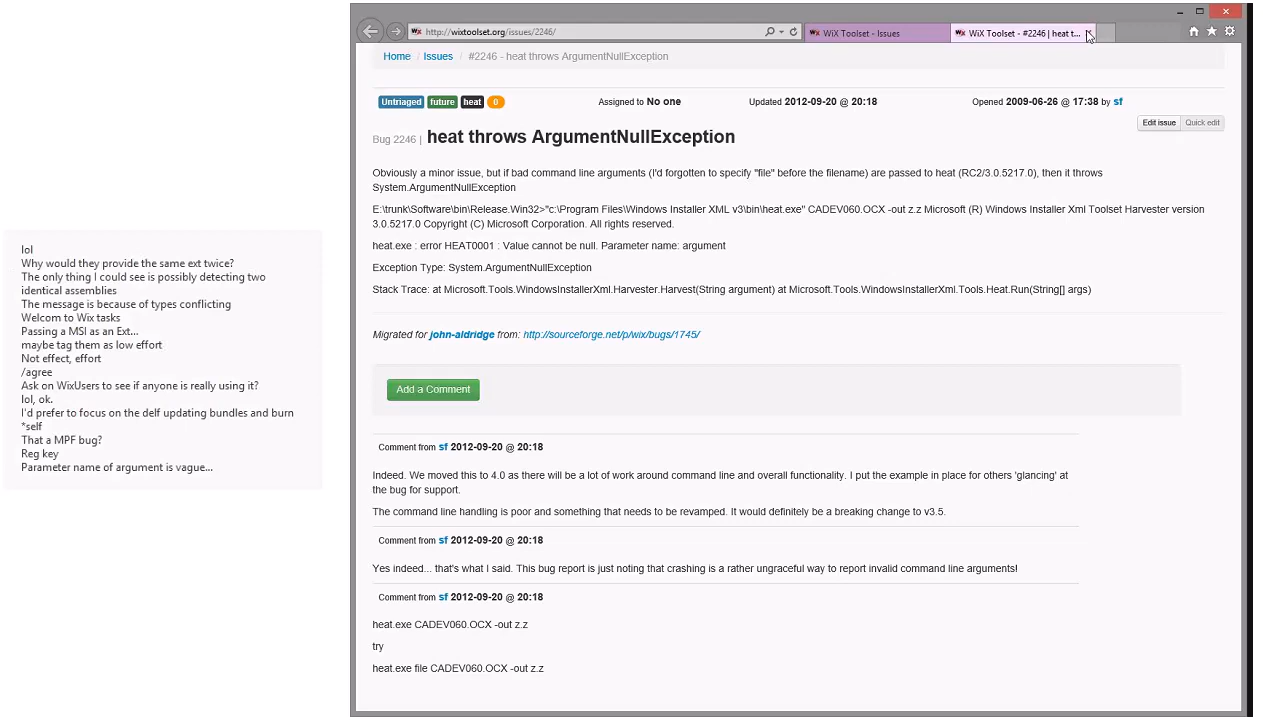 lol
Why would they provide the same ext twice?
The only thing I could see is possibly detecting two
identical assemblies
The message is because of types conflicting
Welcom to Wix tasks
Passing a MSI as an Ext...
maybe tag them as low effort
Not effect, effort
/agree
Ask on WixUsers to see if anyone is really using it?
lol, ok.
I'd prefer to focus on the delf updating bundles and burn
*self
That a MPF bug?
Reg key
Parameter name of argument is vague...
http://wixtoolset.org/issues/2246/
WiX Toolset - Issues
WiX Toolset - #2246 | heat t...
Home / Issues / #2246 - heat throws ArgumentNullException
Untriaged future heat 0 Assigned to No one Updated 2012-09-20 @ 20:18 Opened 2009-06-26 @ 17:38 by sf
Edit issue Quick edit
Bug 2246 | heat throws ArgumentNullException
Obviously a minor issue, but if bad command line arguments (I'd forgotten to specify "file" before the filename) are passed to heat (RC2/3.0.5217.0), then it throws
System.ArgumentNullException
E:\trunk\Software\bin\Release.Win32>"c:\Program Files\Windows Installer XML v3\bin\heat.exe" CADEV060.OCX -out z.z Microsoft (R) Windows Installer Xml Toolset Harvester version
3.0.5217.0 Copyright (C) Microsoft Corporation. All rights reserved.
heat.exe : error HEAT0001 : Value cannot be null. Parameter name: argument
Exception Type: System.ArgumentNullException
Stack Trace: at Microsoft.Tools.WindowsInstallerXml.Harvester.Harvest(String argument) at Microsoft.Tools.WindowsInstallerXml.Tools.Heat.Run(String[] args)
Migrated for john-aldridge from: http://sourceforge.net/p/wix/bugs/1745/
Add a Comment
Comment from sf 2012-09-20 @ 20:18
Indeed. We moved this to 4.0 as there will be a lot of work around command line and overall functionality. I put the example in place for others 'glancing' at
the bug for support.
The command line handling is poor and something that needs to be revamped. It would definitely be a breaking change to v3.5.
Comment from sf 2012-09-20 @ 20:18
Yes indeed... that's what I said. This bug report is just noting that crashing is a rather ungraceful way to report invalid command line arguments!
Comment from sf 2012-09-20 @ 20:18
heat.exe CADEV060.OCX -out z.z
try
heat.exe file CADEV060.OCX -out z.z